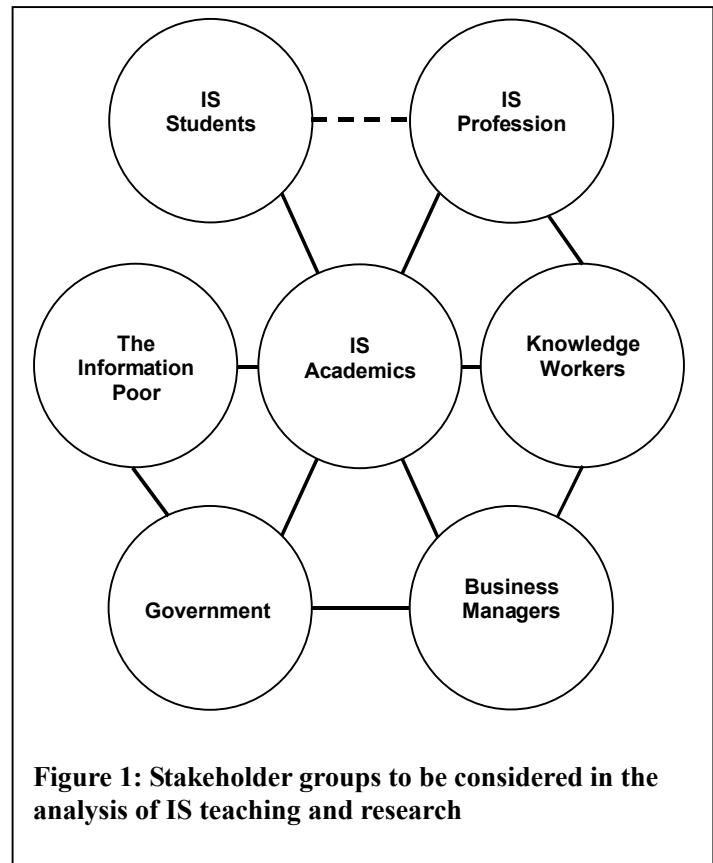 IS
Students
IS
Profession
The
Information
Poor
IS
Academics
Knowledge
Workers
Government
Business
Managers
Figure 1: Stakeholder groups to be considered in the
analysis of IS teaching and research